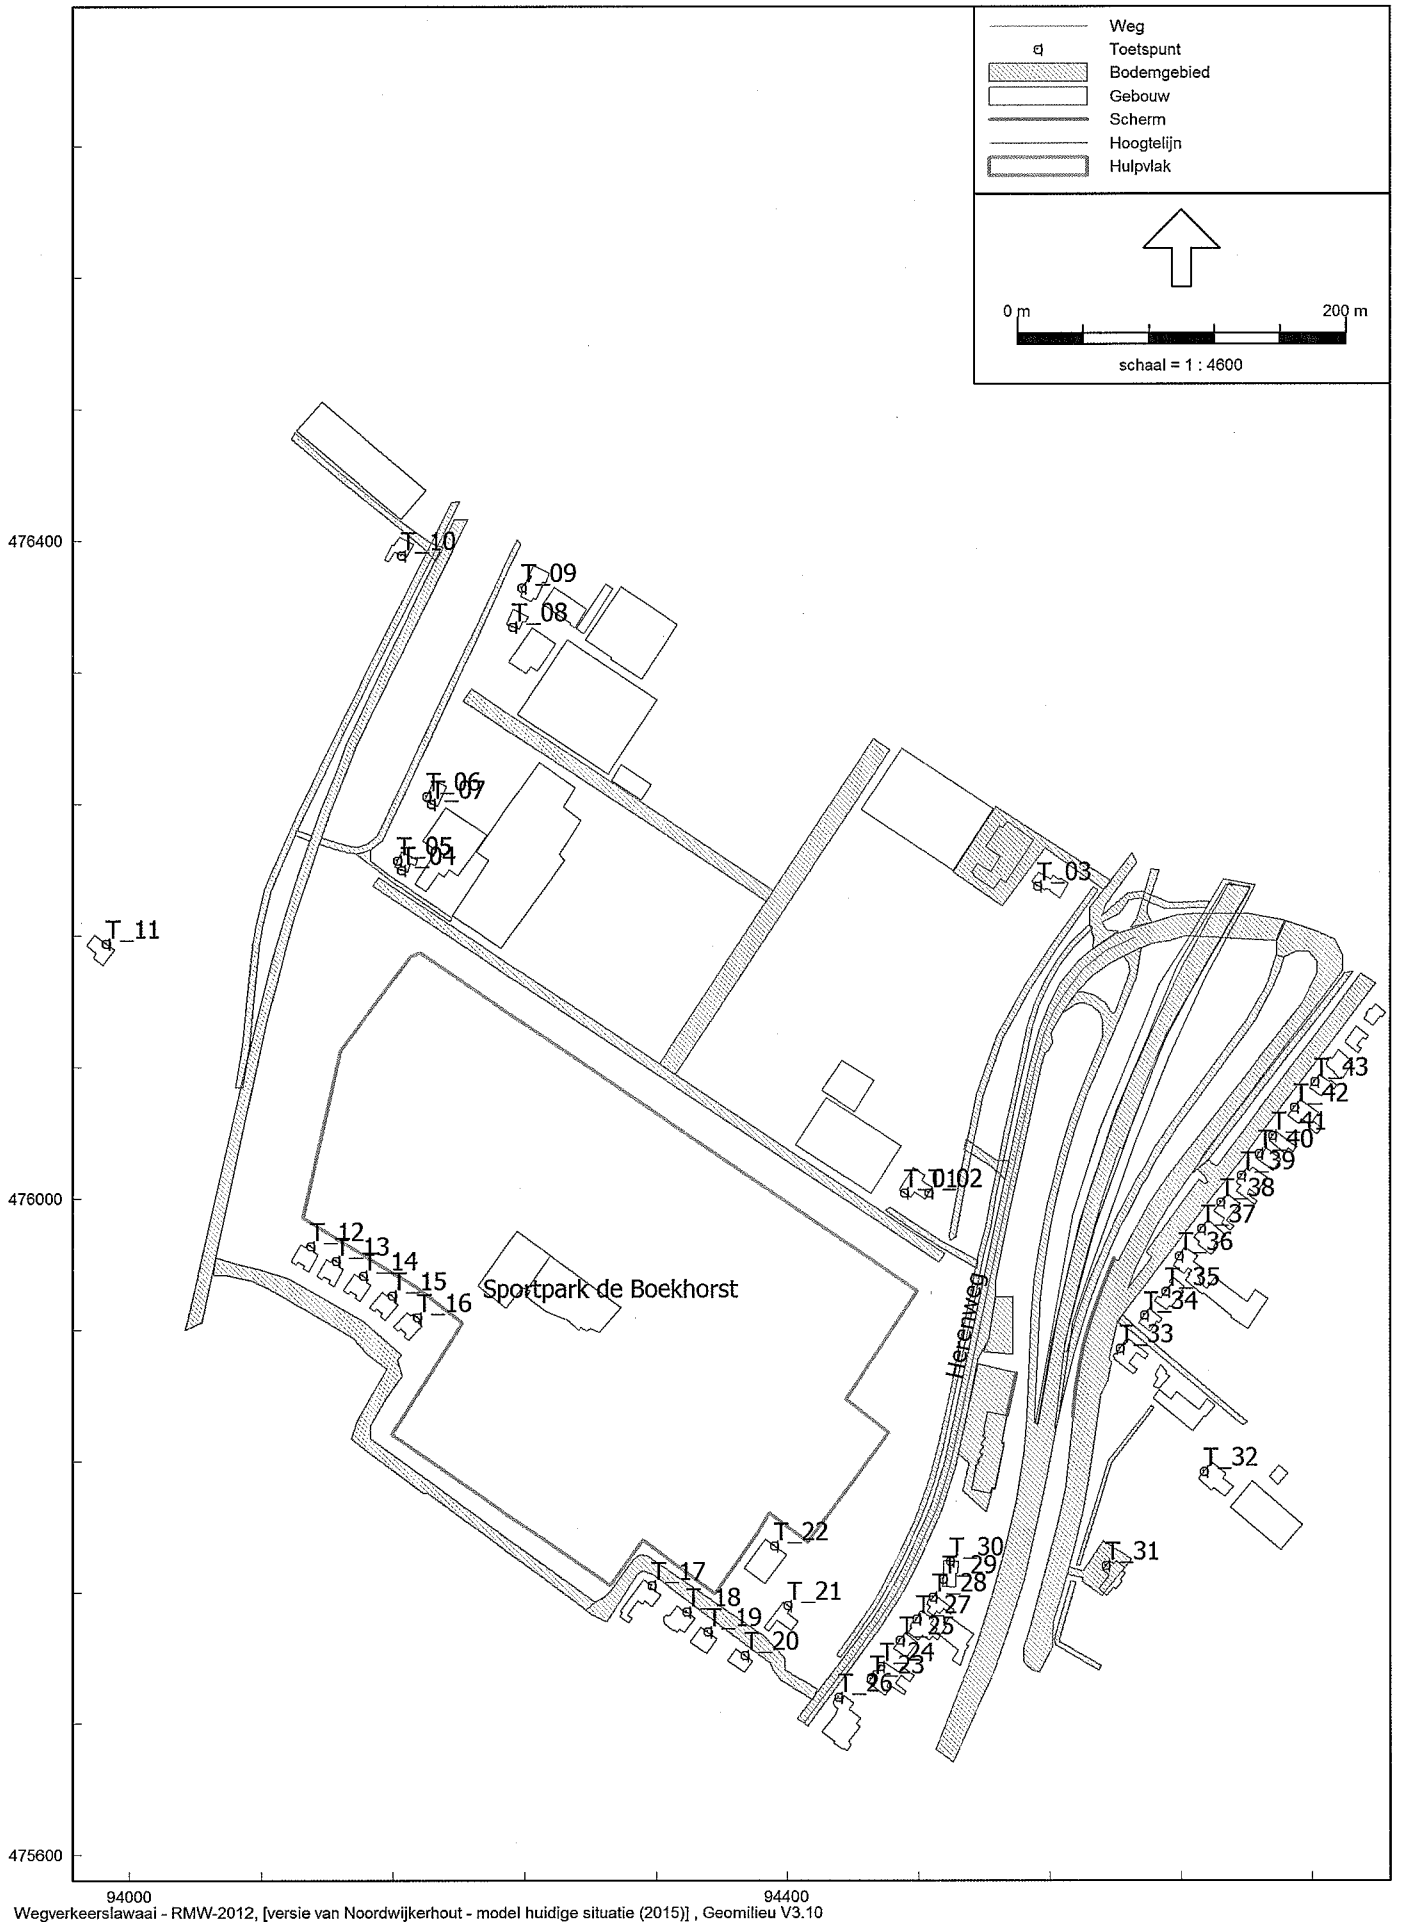 Weg
Toetspunt
Bodemgebied
Gebouw
Scherm
Hoogtelijn
Hulpvlak
0 m 200 m
schaal = 1 : 4600
476400
T_10
T_09
T_08
T_06
T_07
T_05
T_04
T_03
T_11
T_43
T_42
T_41
T_40
T_39
T_38
T_37
T_36
T_35
T_34
T_33
476000
T_01
T_02
T_12
T_13
T_14
T_15
T_16
Sportpark de Boekhorst
Herenweg
T_32
T_31
T_22
T_30
T_29
T_28
T_27
T_25
T_24
T_23
T_26
T_17
T_18
T_19
T_20
T_21
475600
94000 94400
Wegverkeerslawaai - RMW-2012, [versie van Noordwijkerhout - model huidige situatie (2015)] , Geomilieu V3.10